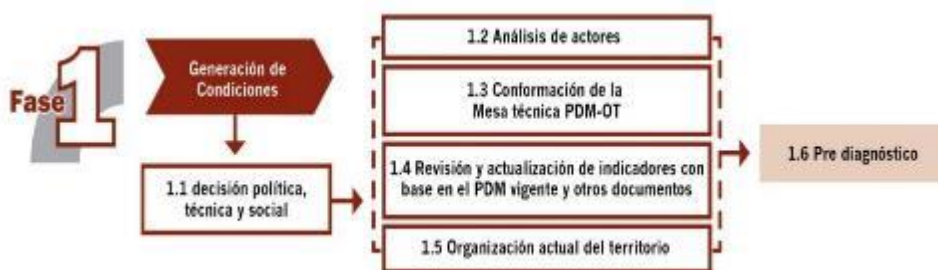 Fase 1
Generación de
Condiciones
1.1 decisión política,
técnica y social
1.2 Análisis de actores
1.3 Conformación de la
Mesa técnica PDM-OT
1.4 Revisión y actualización de indicadores con
base en el PDM vigente y otros documentos
1.5 Organización actual del territorio
1.6 Pre diagnóstico